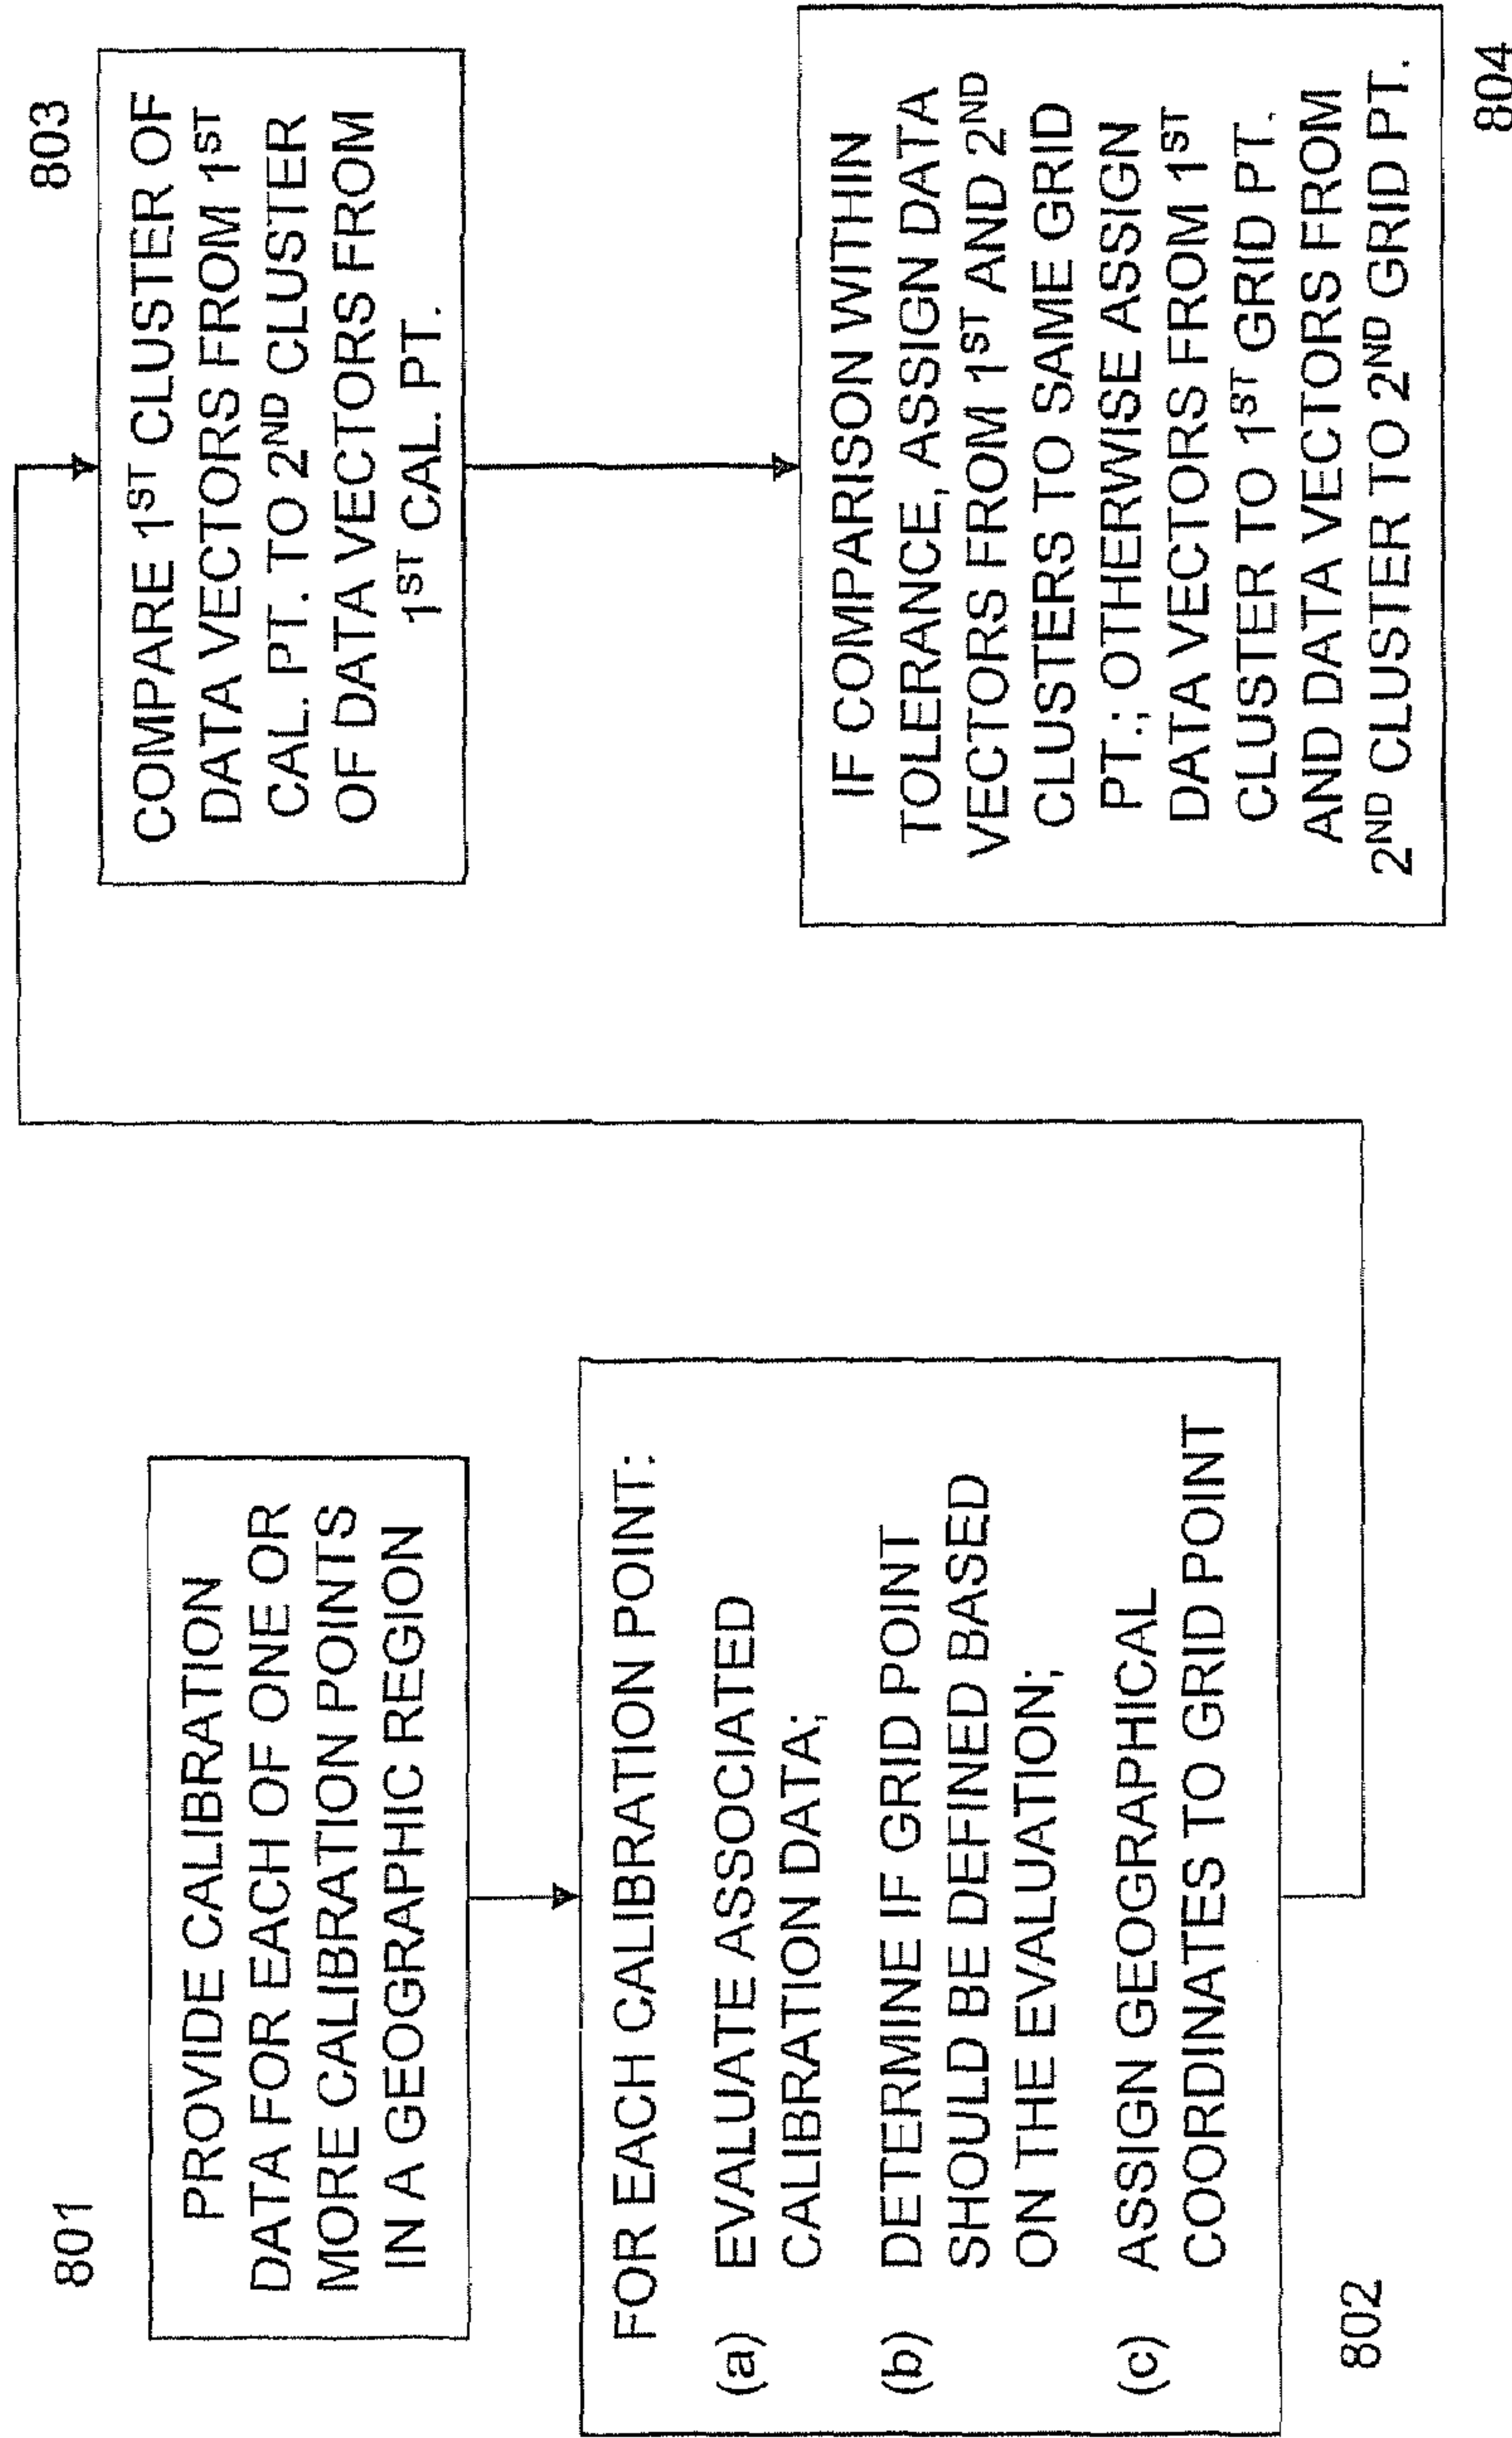 801
PROVIDE CALIBRATION
DATA FOR EACH OF ONE OR
MORE CALIBRATION POINTS
IN A GEOGRAPHIC REGION
FOR EACH CALIBRATION POINT:
(a) EVALUATE ASSOCIATED
CALIBRATION DATA;
(b) DETERMINE IF GRID POINT
SHOULD BE DEFINED BASED
ON THE EVALUATION;
(c) ASSIGN GEOGRAPHICAL
COORDINATES TO GRID POINT
802
803
COMPARE 1ST CLUSTER OF
DATA VECTORS FROM 1ST
CAL. PT. TO 2ND CLUSTER
OF DATA VECTORS FROM
1ST CAL. PT.
IF COMPARISON WITHIN
TOLERANCE, ASSIGN DATA
VECTORS FROM 1ST AND 2ND
CLUSTERS TO SAME GRID
PT.; OTHERWISE ASSIGN
DATA VECTORS FROM 1ST
CLUSTER TO 1ST GRID PT.
AND DATA VECTORS FROM
2ND CLUSTER TO 2ND GRID PT.
804